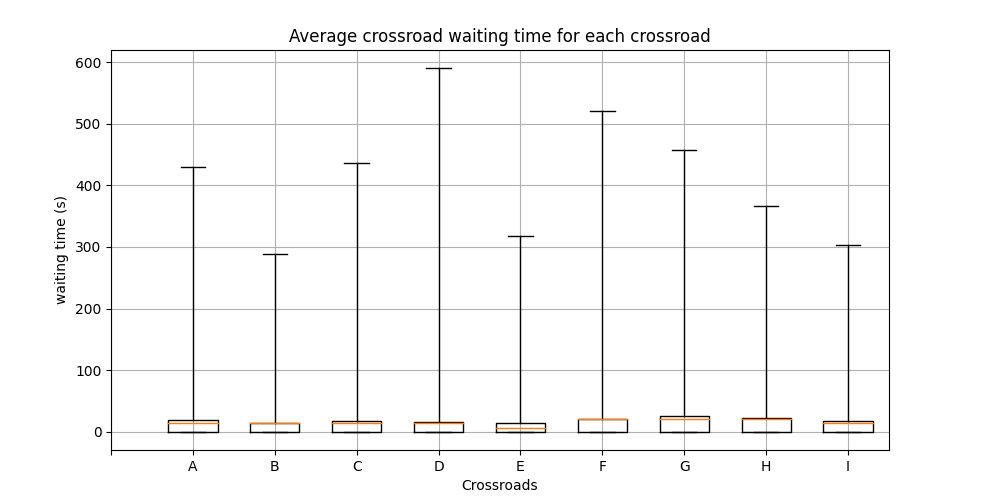 Average crossroad waiting time for each crossroad
600
500
400
300
200
100
0
waiting time (s)
A B C D E F G H I
Crossroads